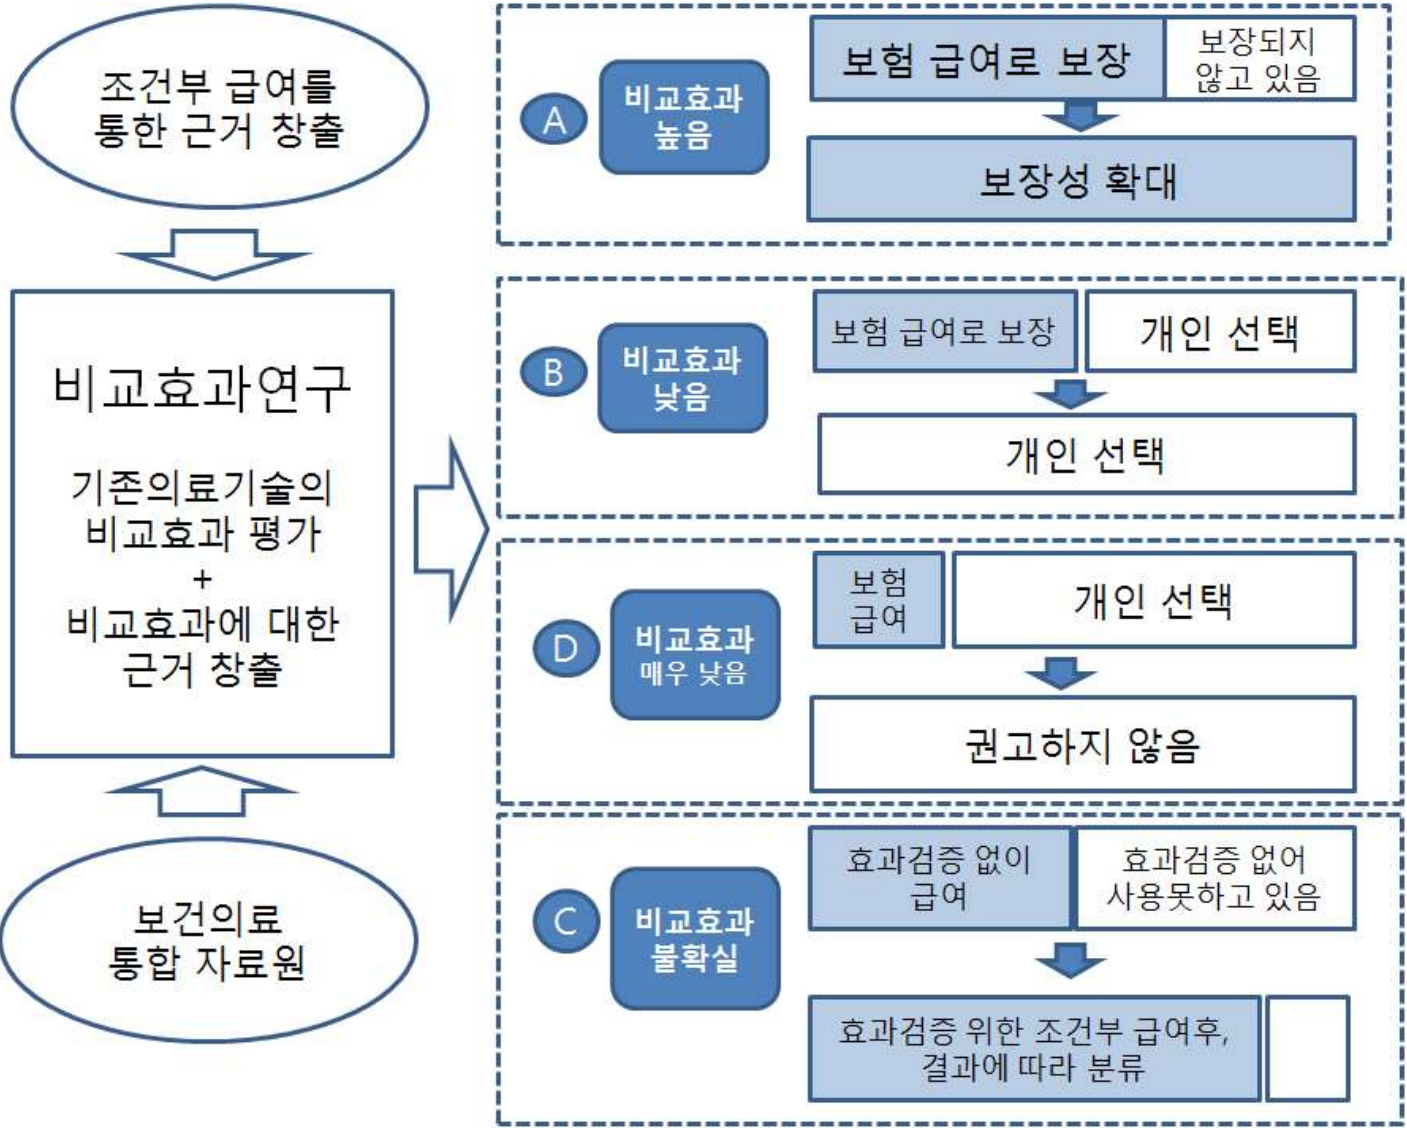 조건부 급여를
통한 근거 창출
비교효과연구
기존의료기술의
비교효과 평가
+
비교효과에 대한
근거 창출
보건의료
통합 자료원
A
비교효과
높음
보험 급여로 보장
보장되지
않고 있음
보장성 확대
B
비교효과
낮음
보험 급여로 보장
개인 선택
개인 선택
D
비교효과
매우 낮음
보험
급여
개인 선택
권고하지 않음
C
비교효과
불확실
효과검증 없이
급여
효과검증 없어
사용못하고 있음
효과검증 위한 조건부 급여후,
결과에 따라 분류